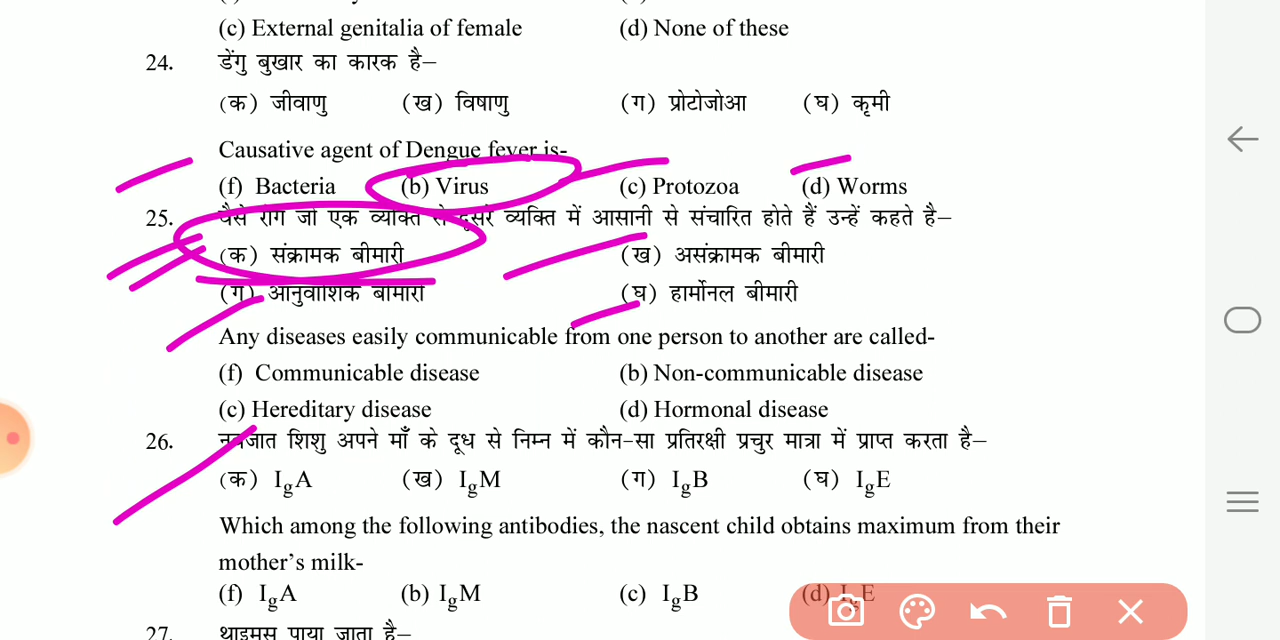 (c) External genitalia of female (d) None of these
24. डेंगु बुखार का कारक है–
(क) जीवाणु (ख) विषाणु (ग) प्रोटोजोआ (घ) कृमी
Causative agent of Dengue fever is-
(f) Bacteria (b) Virus (c) Protozoa (d) Worms
25. वैसे रोग जो एक व्यक्ति से दूसरे व्यक्ति में आसानी से संचारित होते हैं उन्हें कहते है–
(क) संक्रामक बीमारी (ख) असंक्रामक बीमारी
(ग) आनुवांशिक बीमारी (घ) हार्मोनल बीमारी
Any diseases easily communicable from one person to another are called-
(f) Communicable disease (b) Non-communicable disease
(c) Hereditary disease (d) Hormonal disease
26. नवजात शिशु अपने माँ के दूध से निम्न में कौन-सा प्रतिरक्षी प्रचुर मात्रा में प्राप्त करता है–
(क) IgA (ख) IgM (ग) IgB (घ) IgE
Which among the following antibodies, the nascent child obtains maximum from their
mother's milk-
(f) IgA (b) IgM (c) IgB (d) IgE
27. थाइमस पाया जाता है–